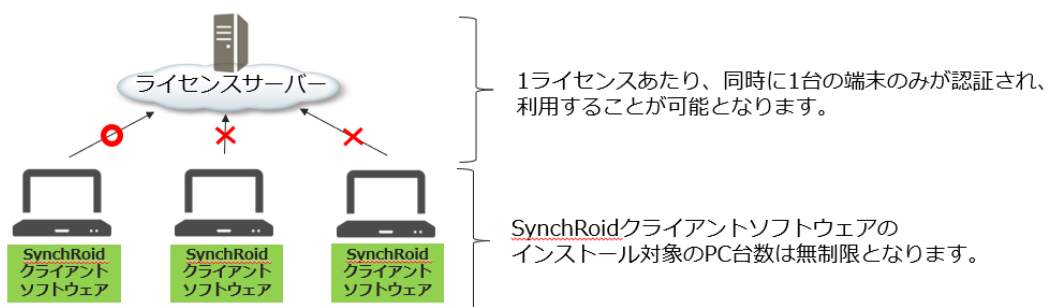 ライセンスサーバー
1ライセンスあたり、同時に1台の端末のみが認証され、
利用することが可能となります。
SynchRoidクライアントソフトウェアの
インストール対象のPC台数は無制限となります。
SynchRoid
クライアント
ソフトウェア
SynchRoid
クライアント
ソフトウェア
SynchRoid
クライアント
ソフトウェア